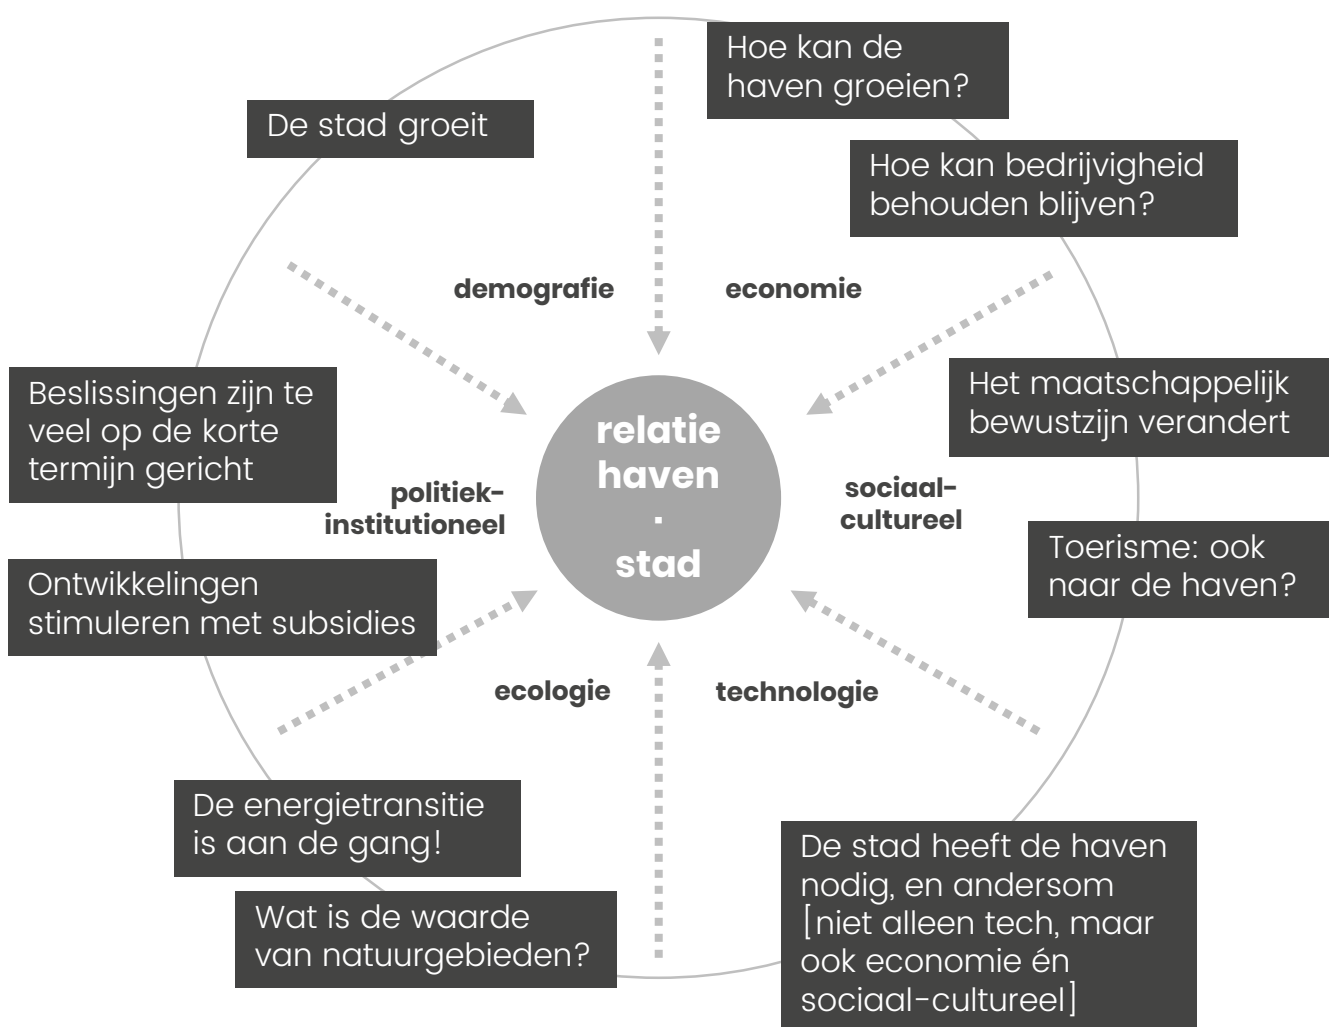 Hoe kan de
haven groeien?
De stad groeit
Hoe kan bedrijvigheid
behouden blijven?
demografie
economie
Beslissingen zijn te
veel op de korte
termijn gericht
Het maatschappelijk
bewustzijn verandert
relatie
haven
·
stad
politiek-
institutioneel
sociaal-
cultureel
Toerisme: ook
naar de haven?
Ontwikkelingen
stimuleren met subsidies
ecologie
technologie
De energietransitie
is aan de gang!
Wat is de waarde
van natuurgebieden?
De stad heeft de haven
nodig, en andersom
[niet alleen tech, maar
ook economie én
sociaal-cultureel]